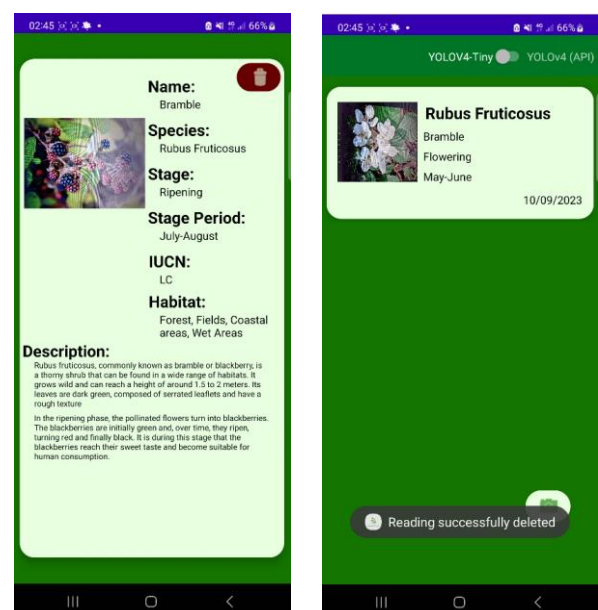 02:45
66%
Name:
Bramble
Species:
Rubus Fruticosus
Stage:
Ripening
Stage Period:
July-August
IUCN:
LC
Habitat:
Forest, Fields, Coastal
areas, Wet Areas
Description:
Rubus fruticosus, commonly known as bramble or blackberry, is
a thorny shrub that can be found in a wide range of habitats. It
grows wild and can reach a height of around 1.5 to 2 meters. Its
leaves are dark green, composed of serrated leaflets and have a
rough texture
In the ripening phase, the pollinated flowers turn into blackberries.
The blackberries are initially green and, over time, they ripen,
turning red and finally black. It is during this stage that the
blackberries reach their sweet taste and become suitable for
human consumption.
02:45
66%
YOLOV4-Tiny YOLOv4 (API)
Rubus Fruticosus
Bramble
Flowering
May-June
10/09/2023
Reading successfully deleted